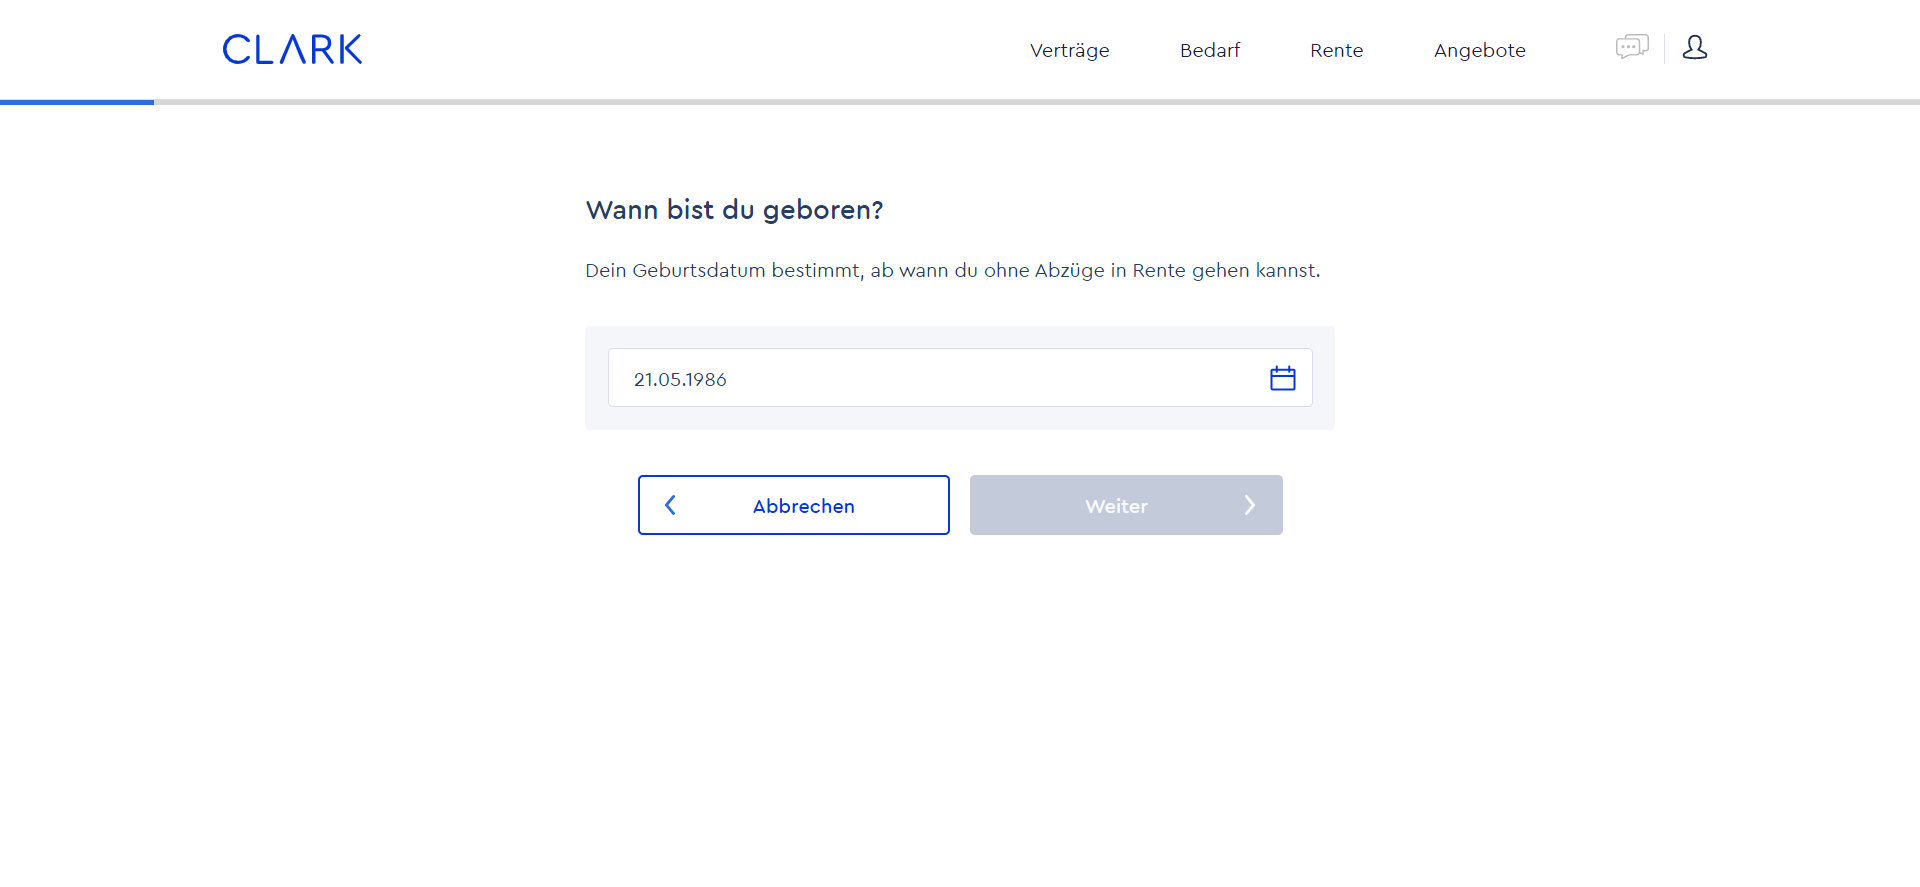 CLARK
Verträge
Bedarf
Rente
Angebote
Wann bist du geboren?
Dein Geburtsdatum bestimmt, ab wann du ohne Abzüge in Rente gehen kannst.
21.05.1986
Abbrechen
Weiter